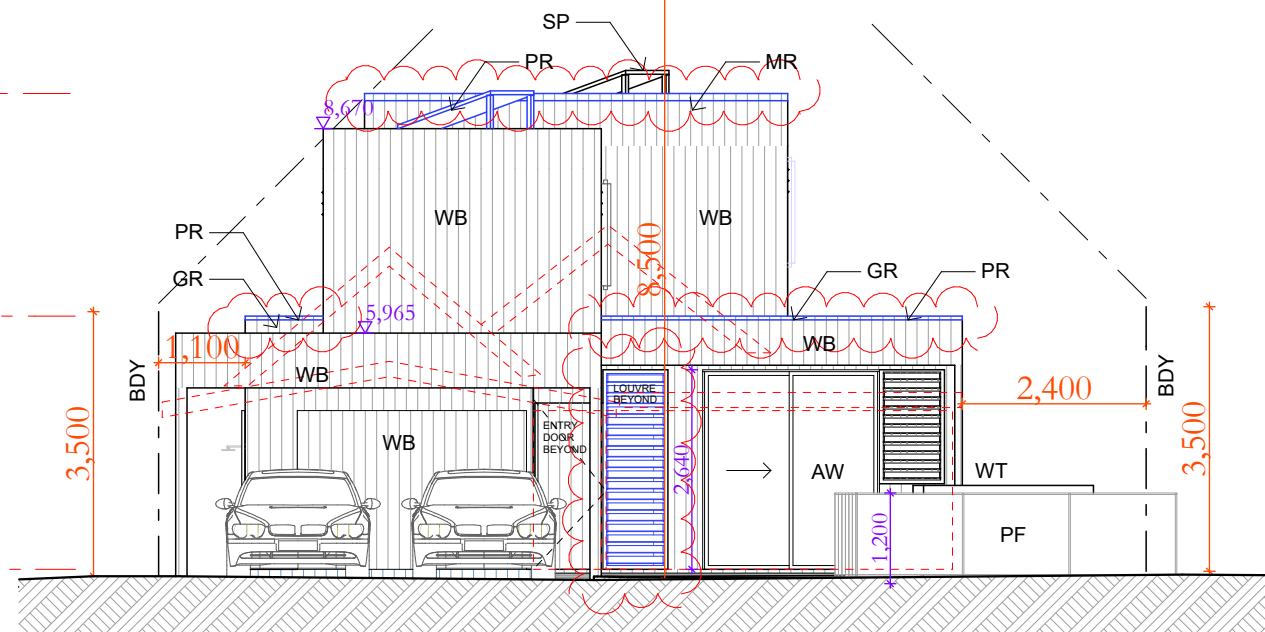 SP
PR
MR
8,670
WB
WB
8,500
PR
GR
GR
PR
5,965
1,100
WB
WB
BDY
BDY
LOUVRE
BEYOND
2,400
3,500
3,500
WB
ENTRY
DOOR
BEYOND
2,640
AW
WT
1,200
PF